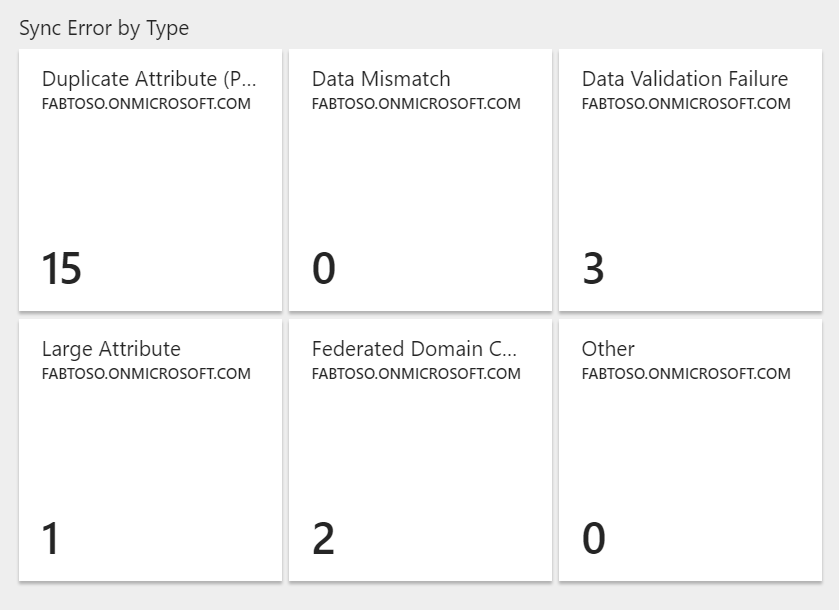 Sync Error by Type
Duplicate Attribute (P...
FABTOSO.ONMICROSOFT.COM
15
Data Mismatch
FABTOSO.ONMICROSOFT.COM
0
Data Validation Failure
FABTOSO.ONMICROSOFT.COM
3
Large Attribute
FABTOSO.ONMICROSOFT.COM
1
Federated Domain C...
FABTOSO.ONMICROSOFT.COM
2
Other
FABTOSO.ONMICROSOFT.COM
0